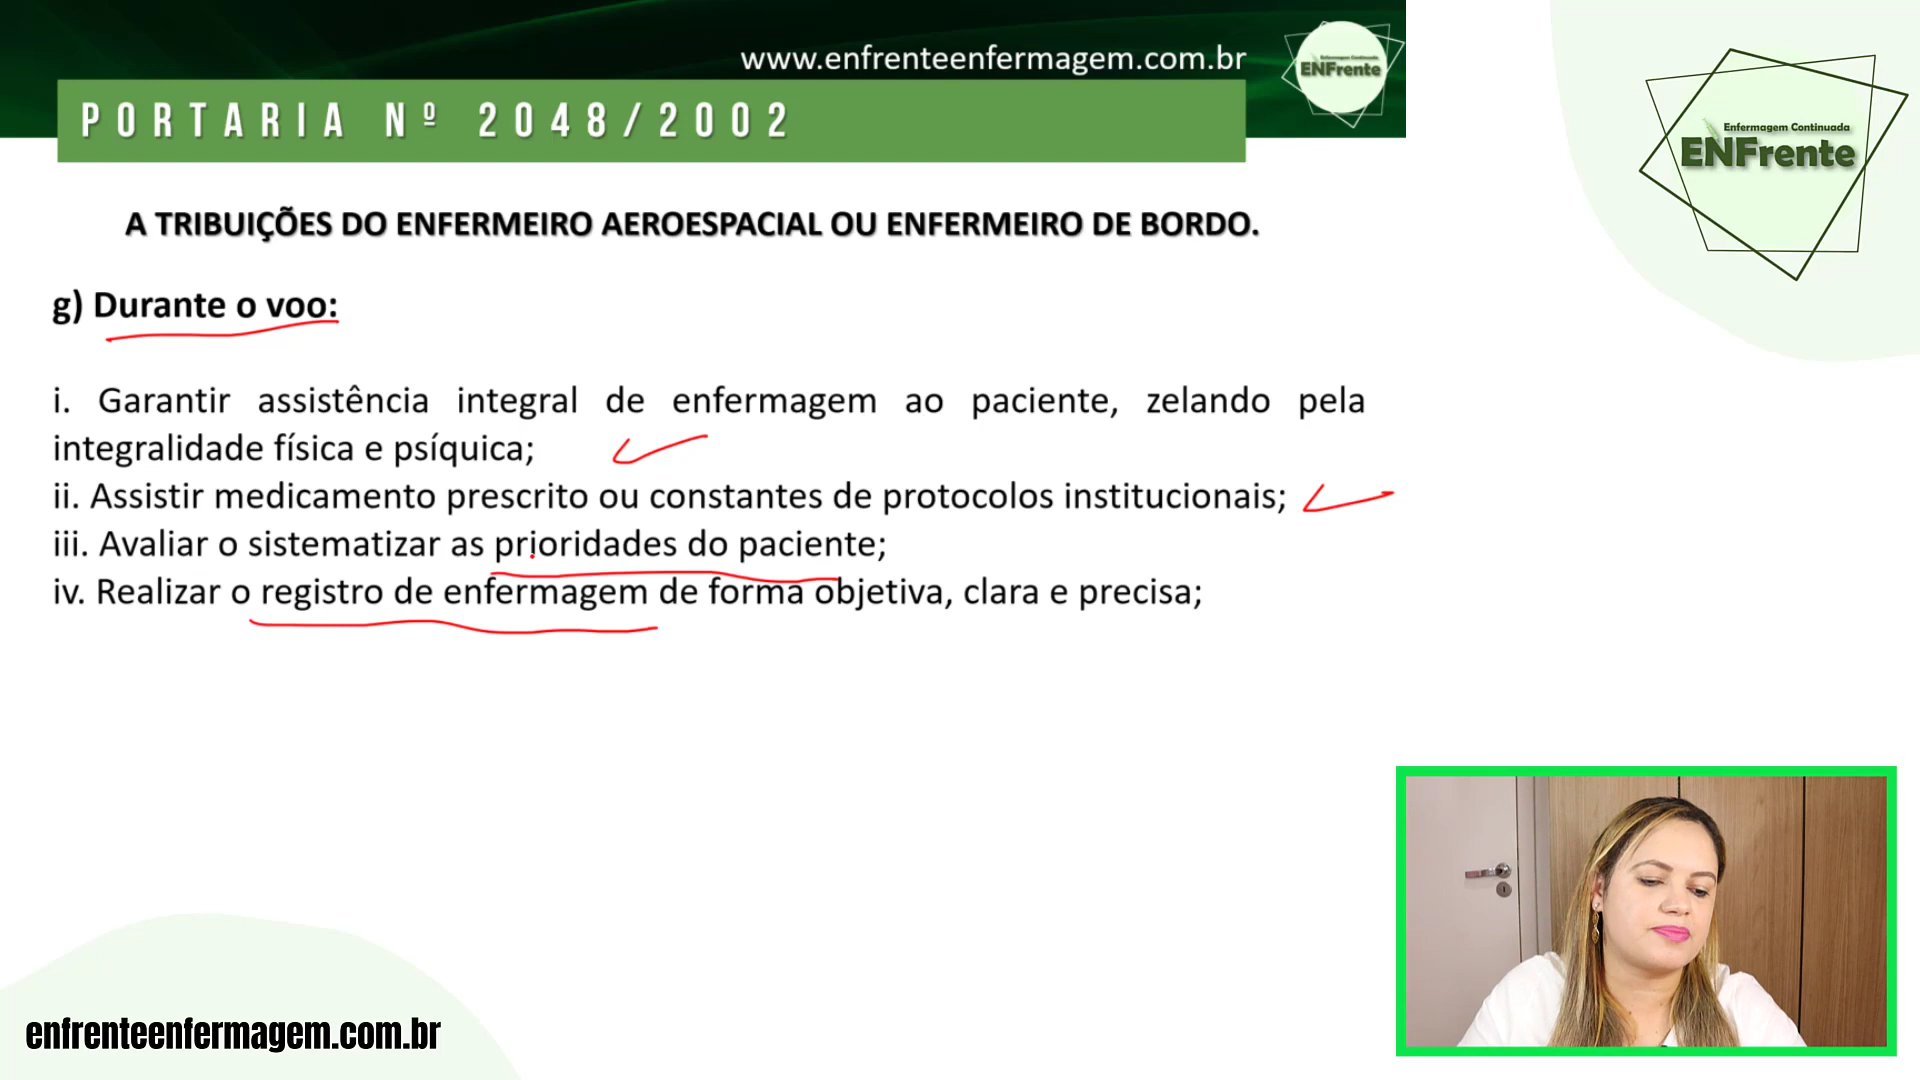 www.enfrenteenfermagem.com.br
Enfermagem Continuada
ENFrente
PORTARIA Nº 2048/2002
Enfermagem Continuada
ENFrente
A TRIBUIÇÕES DO ENFERMEIRO AEROESPACIAL OU ENFERMEIRO DE BORDO.
g) Durante o voo:
i. Garantir assistência integral de enfermagem ao paciente, zelando pela
integralidade física e psíquica;
ii. Assistir medicamento prescrito ou constantes de protocolos institucionais;
iii. Avaliar o sistematizar as prioridades do paciente;
iv. Realizar o registro de enfermagem de forma objetiva, clara e precisa;
enfrenteenfermagem.com.br